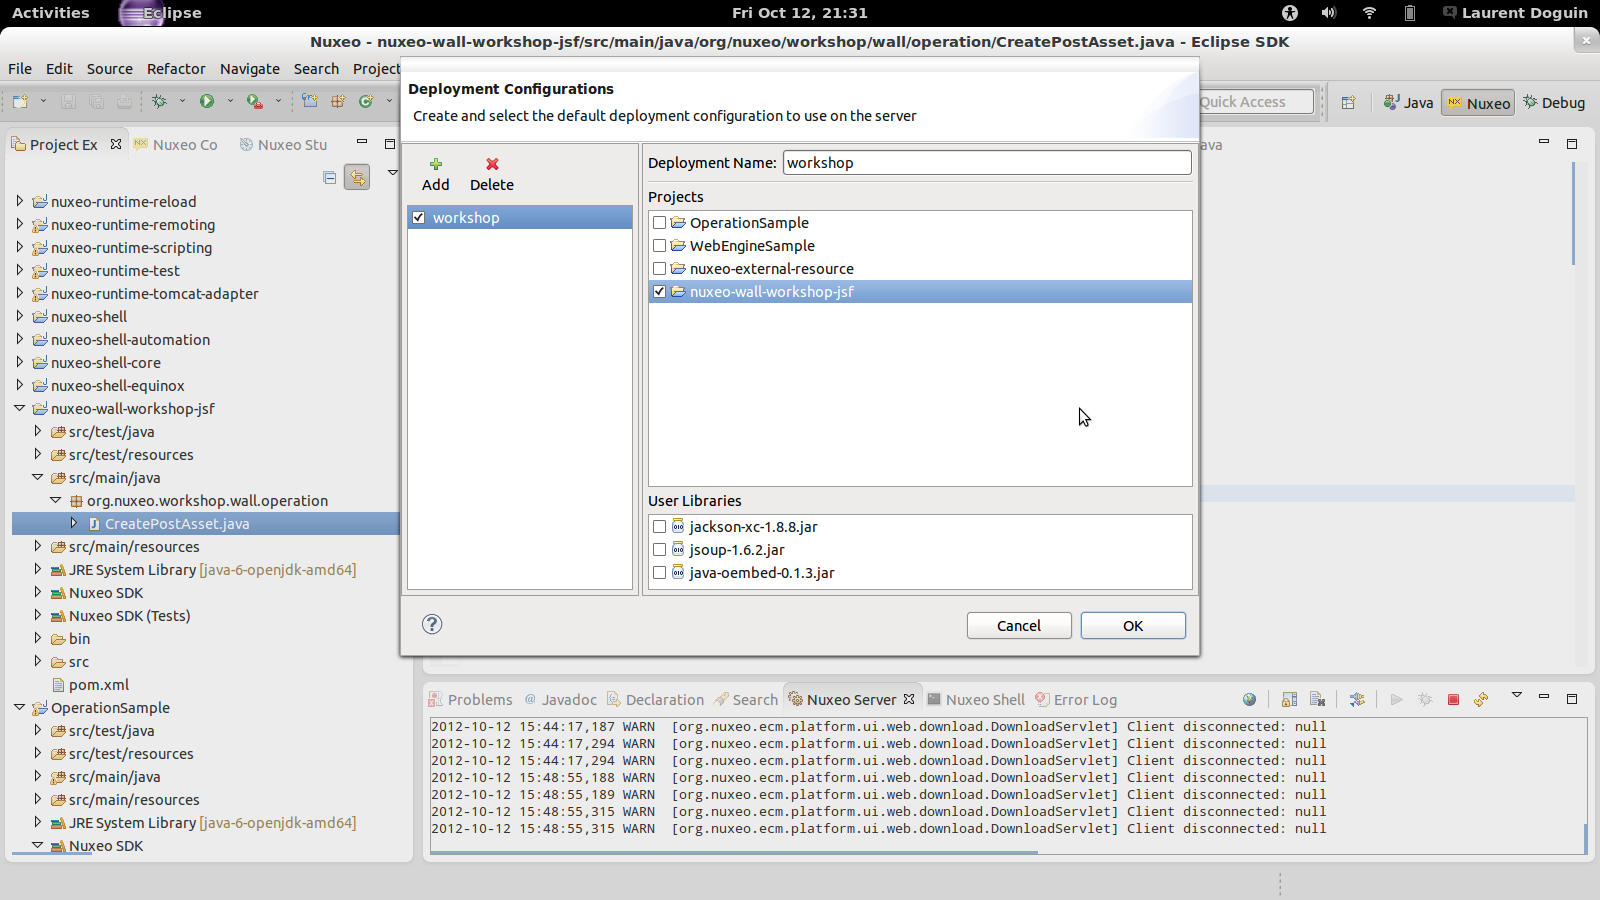 Activities
Eclipse
Fri Oct 12, 21:31
Laurent Doguin
Nuxeo - nuxeo-wall-workshop-jsf/src/main/java/org/nuxeo/workshop/wall/operation/CreatePostAsset.java - Eclipse SDK
File Edit Source Refactor Navigate Search Project
Quick Access
Java
Nuxeo
Debug
Project Ex
Nuxeo Co
Nuxeo Stu
ava
nuxeo-runtime-reload
nuxeo-runtime-remoting
nuxeo-runtime-scripting
nuxeo-runtime-test
nuxeo-runtime-tomcat-adapter
nuxeo-shell
nuxeo-shell-automation
nuxeo-shell-core
nuxeo-shell-equinox
nuxeo-wall-workshop-jsf
src/test/java
src/test/resources
src/main/java
org.nuxeo.workshop.wall.operation
CreatePostAsset.java
src/main/resources
JRE System Library [java-6-openjdk-amd64]
Nuxeo SDK
Nuxeo SDK (Tests)
bin
src
pom.xml
OperationSample
src/test/java
src/test/resources
src/main/java
src/main/resources
JRE System Library [java-6-openjdk-amd64]
Nuxeo SDK
Deployment Configurations
Create and select the default deployment configuration to use on the server
Add
Delete
workshop
Deployment Name: workshop
Projects
OperationSample
WebEngineSample
nuxeo-external-resource
nuxeo-wall-workshop-jsf
User Libraries
jackson-xc-1.8.8.jar
jsoup-1.6.2.jar
java-oembed-0.1.3.jar
?
Cancel
OK
Problems
@ Javadoc
Declaration
Search
Nuxeo Server
Nuxeo Shell
Error Log
2012-10-12 15:44:17,187 WARN [org.nuxeo.ecm.platform.ui.web.download.DownloadServlet] Client disconnected: null
2012-10-12 15:44:17,294 WARN [org.nuxeo.ecm.platform.ui.web.download.DownloadServlet] Client disconnected: null
2012-10-12 15:44:17,294 WARN [org.nuxeo.ecm.platform.ui.web.download.DownloadServlet] Client disconnected: null
2012-10-12 15:48:55,188 WARN [org.nuxeo.ecm.platform.ui.web.download.DownloadServlet] Client disconnected: null
2012-10-12 15:48:55,189 WARN [org.nuxeo.ecm.platform.ui.web.download.DownloadServlet] Client disconnected: null
2012-10-12 15:48:55,315 WARN [org.nuxeo.ecm.platform.ui.web.download.DownloadServlet] Client disconnected: null
2012-10-12 15:48:55,315 WARN [org.nuxeo.ecm.platform.ui.web.download.DownloadServlet] Client disconnected: null